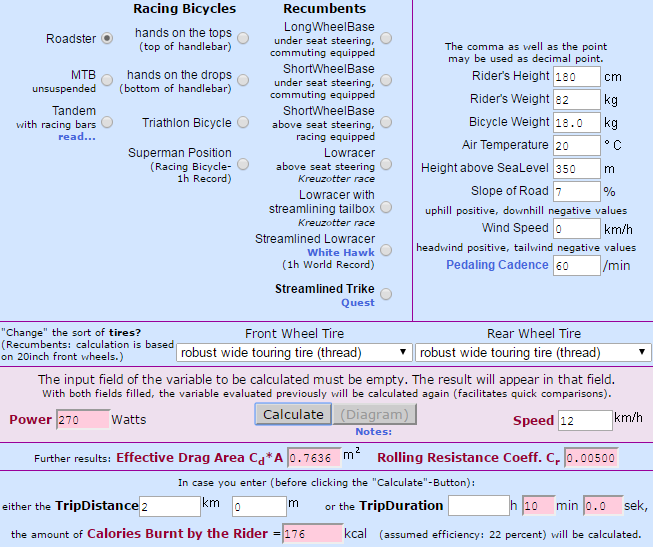 Racing Bicycles
Recumbents
Roadster
hands on the tops
(top of handlebar)
LongWheelBase
under seat steering,
commuting equipped
MTB
unsuspended
hands on the drops
(bottom of handlebar)
ShortWheelBase
under seat steering,
commuting equipped
Tandem
with racing bars
read...
Triathlon Bicycle
ShortWheelBase
above seat steering,
racing equipped
Superman Position
(Racing Bicycle-
1h Record)
Lowracer
above seat steering
Kreuzotter race
Lowracer with
streamlining tailbox
Kreuzotter race
Streamlined Lowracer
White Hawk
(1h World Record)
Streamlined Trike
Quest
The comma as well as the point
may be used as decimal point.
Rider's Height 180 cm
Rider's Weight 82 kg
Bicycle Weight 18.0 kg
Air Temperature 20 ° C
Height above SeaLevel 350 m
Slope of Road 7 %
uphill positive, downhill negative values
Wind Speed 0 km/h
headwind positive, tailwind negative values
Pedaling Cadence 60 /min
"Change" the sort of tires?
(Recumbents: calculation is based
on 20inch front wheels.)
Front Wheel Tire
robust wide touring tire (thread)
Rear Wheel Tire
robust wide touring tire (thread)
The input field of the variable to be calculated must be empty. The result will appear in that field.
With both fields filled, the variable evaluated previously will be calculated again (facilitates quick comparisons).
Power 270 Watts
Calculate
(Diagram)
Notes:
Speed 12 km/h
Further results: Effective Drag Area Cd*A 0.7636 m2 Rolling Resistance Coeff. Cr 0.00500
In case you enter (before clicking the "Calculate"-Button):
either the TripDistance 2 km 0 m or the TripDuration h 10 min 0.0 sek,
the amount of Calories Burnt by the Rider = 176 kcal (assumed efficiency: 22 percent) will be calculated.